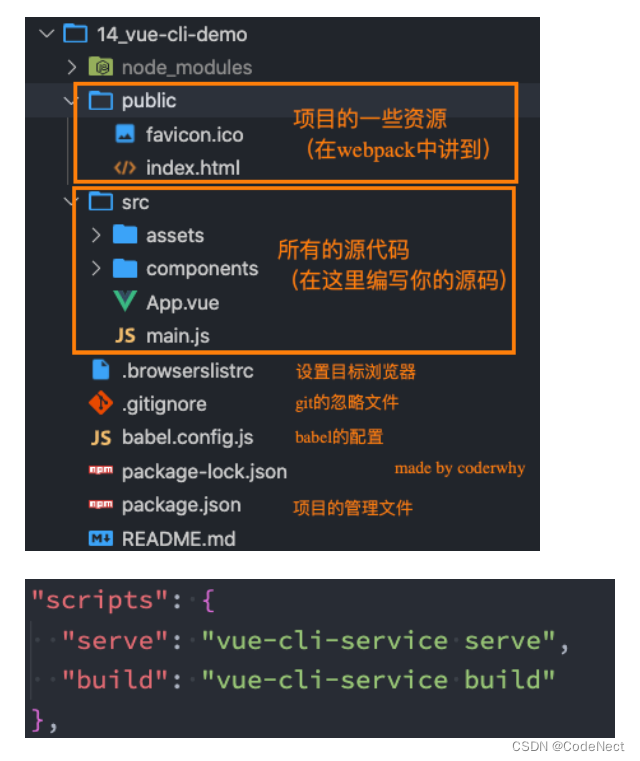 14_vue-cli-demo
node_modules
public
favicon.ico
项目的一些资源
（在webpack中讲到）
index.html
src
assets
所有的源代码
components
（在这里编写你的源码）
App.vue
JS main.js
.browserslistrc 设置目标浏览器
.gitignore git的忽略文件
JS babel.config.js babel的配置
npm package-lock.json made by coderwhy
npm package.json 项目的管理文件
M↓ README.md
"scripts": {
"serve": "vue-cli-service serve",
"build": "vue-cli-service build"
},
CSDN @CodeNect